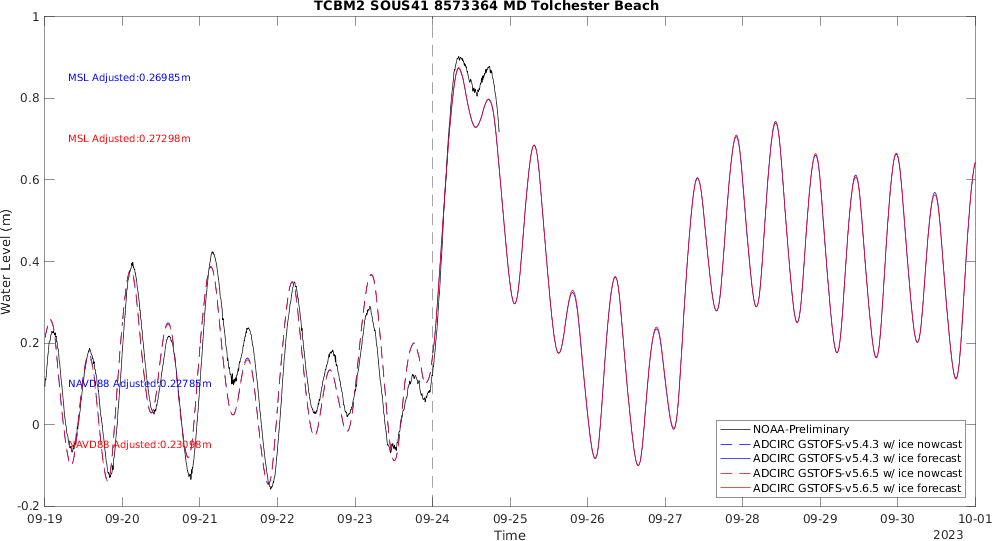 TCBM2 SOUS41 8573364 MD Tolchester Beach
1
0.8
0.6
0.4
0.2
0
-0.2
Water Level (m)
MSL Adjusted:0.26985m
MSL Adjusted:0.27298m
NAVD88 Adjusted:0.22785m
NAVD88 Adjusted:0.23098m
NOAA-Preliminary
ADCIRC GSTOFS-v5.4.3 w/ ice nowcast
ADCIRC GSTOFS-v5.4.3 w/ ice forecast
ADCIRC GSTOFS-v5.6.5 w/ ice nowcast
ADCIRC GSTOFS-v5.6.5 w/ ice forecast
09-19 09-20 09-21 09-22 09-23 09-24 09-25 09-26 09-27 09-28 09-29 09-30 10-01
Time
2023